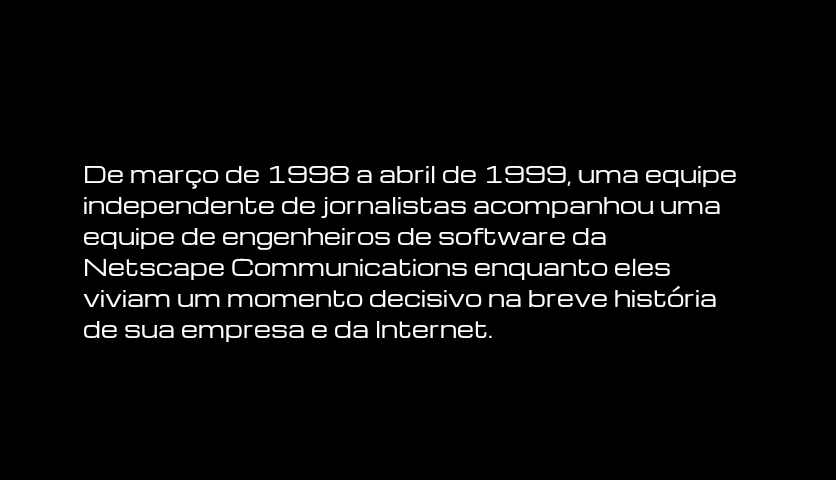 De março de 1998 a abril de 1999, uma equipe
independente de jornalistas acompanhou uma
equipe de engenheiros de software da
Netscape Communications enquanto eles
viviam um momento decisivo na breve história
de sua empresa e da Internet.